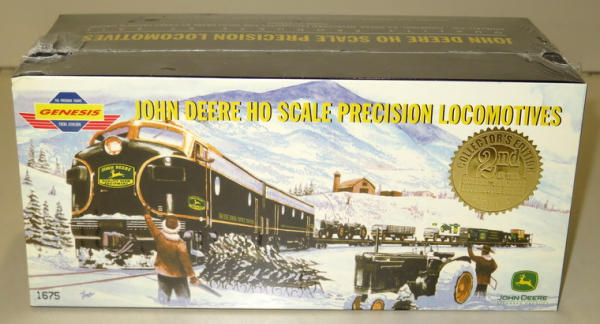 JOHN DEERE HO SCALE PRECISION LOCOMOTIVES
GENESIS
JOHN DEERE HO SCALE PRECISION LOCOMOTIVES
COLLECTOR'S EDITION
2nd
JOHN DEERE
1675
JOHN DEERE